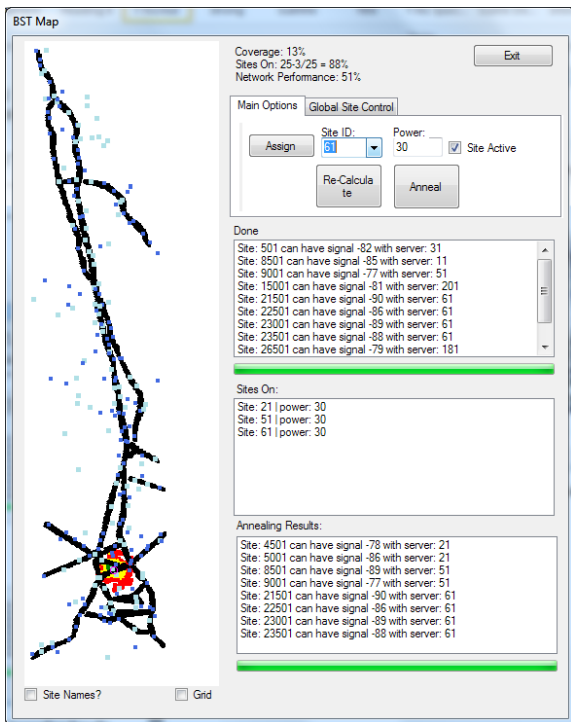 BST Map
Coverage: 13%
Sites On: 25-3/25 = 88%
Network Perfomance: 51%
Exit
Main Options
Global Site Control
Site ID:
Power:
Assign
61
30
Site Active
Re-Calcula
te
Anneal
Done
Site: 501 can have signal -82 with server: 31
Site: 8501 can have signal -85 with server: 11
Site: 9001 can have signal -77 with server: 51
Site: 15001 can have signal -81 with server: 201
Site: 21501 can have signal -90 with server: 61
Site: 22501 can have signal -86 with server: 61
Site: 23001 can have signal -89 with server: 61
Site: 23501 can have signal -88 with server: 61
Site: 26501 can have signal -79 with server: 181
Sites On:
Site: 21 | power: 30
Site: 51 | power: 30
Site: 61 | power: 30
Annealing Results:
Site: 4501 can have signal -78 with server: 21
Site: 5001 can have signal -86 with server: 21
Site: 8501 can have signal -89 with server: 51
Site: 9001 can have signal -77 with server: 51
Site: 21501 can have signal -90 with server: 61
Site: 22501 can have signal -86 with server: 61
Site: 23001 can have signal -89 with server: 61
Site: 23501 can have signal -88 with server: 61
Site Names?
Grid